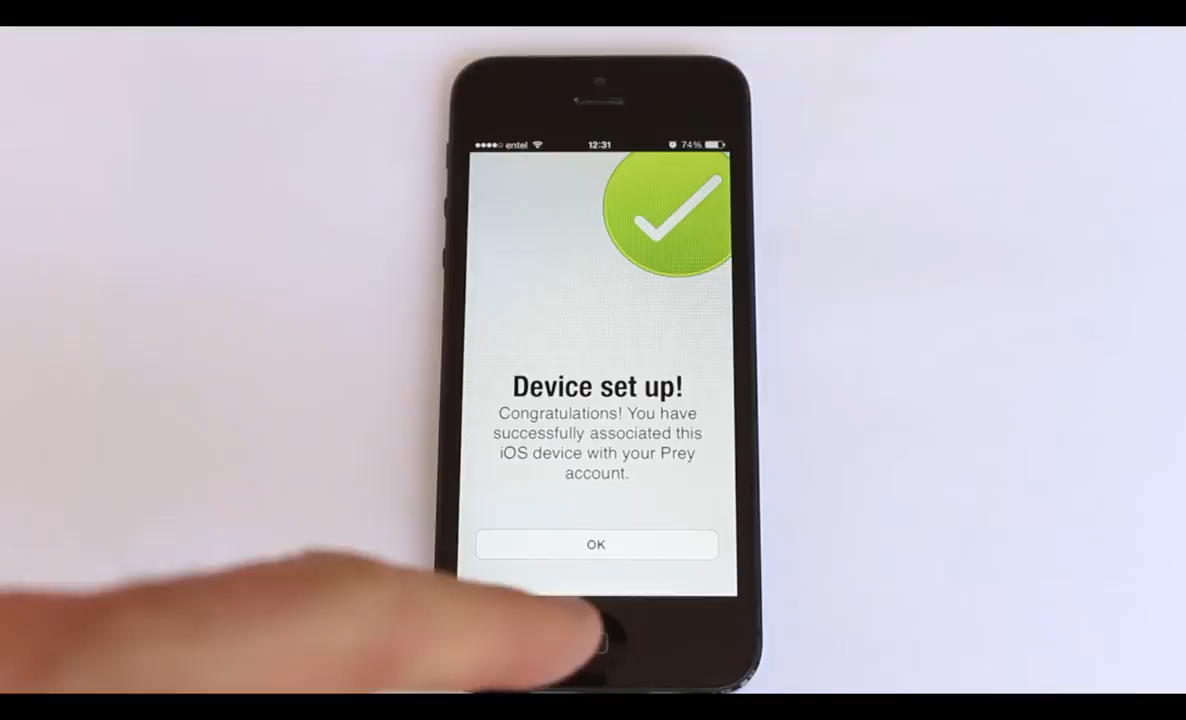 entel 12:31 74%
Device set up!
Congratulations! You have
successfully associated this
iOS device with your Prey
account.
OK